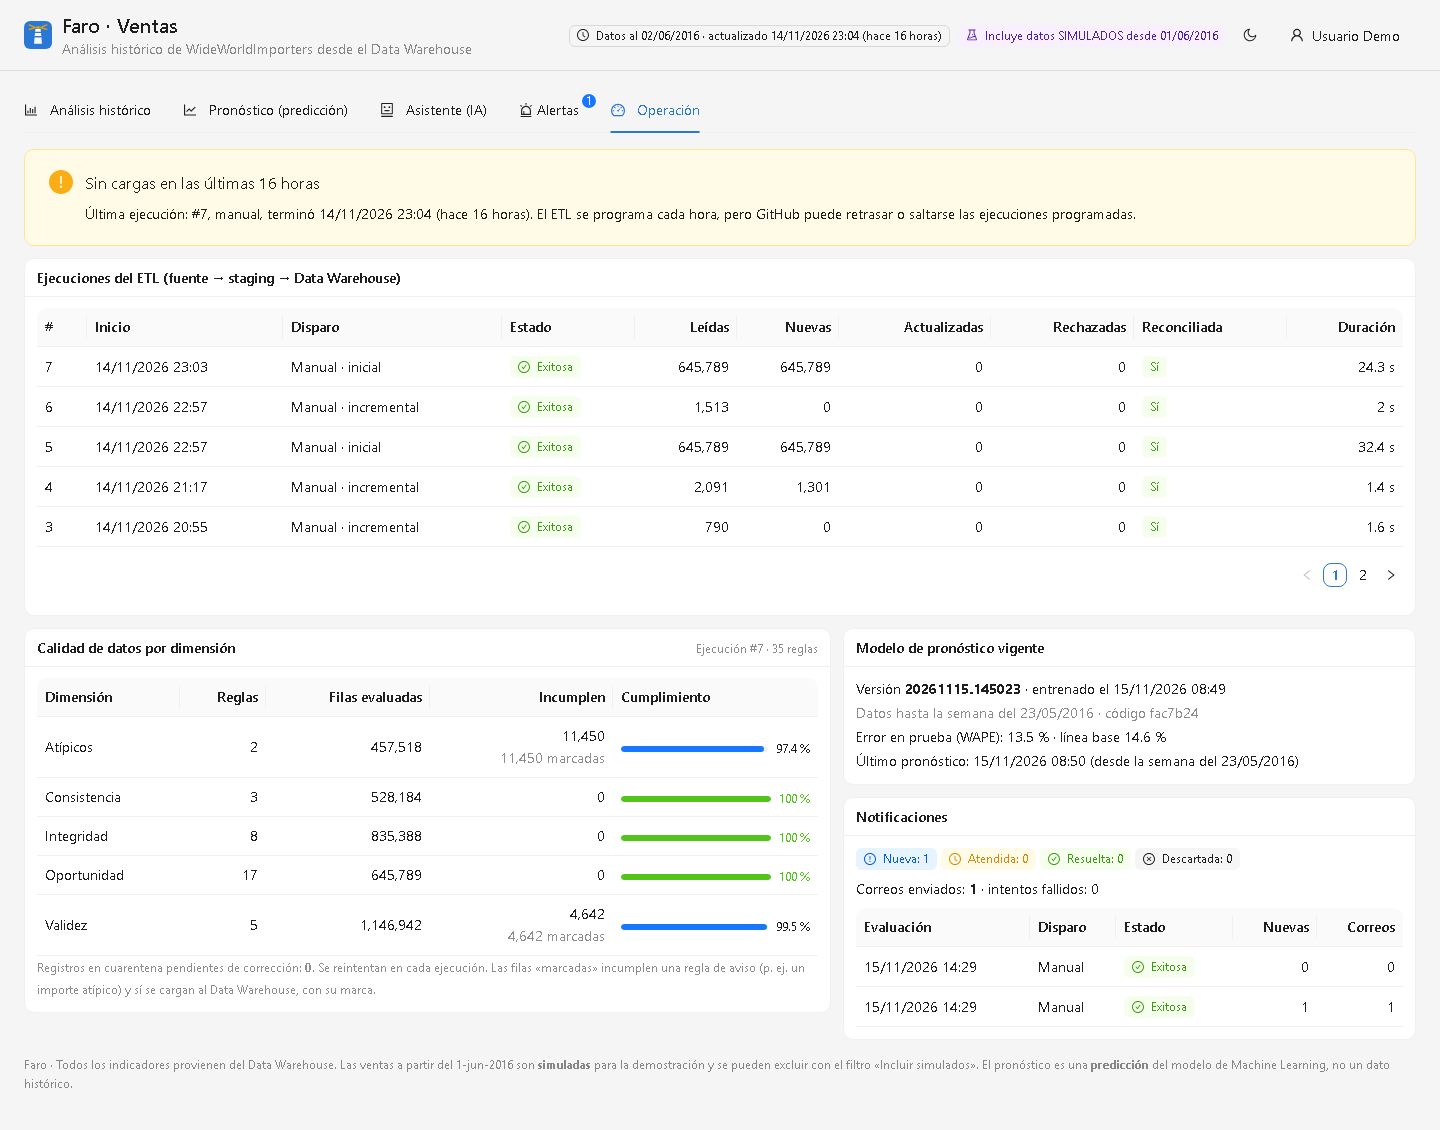 Faro · Ventas
Análisis histórico de WideWorldImporters desde el Data Warehouse
Datos al 02/06/2016 · actualizado 14/11/2026 23:04 (hace 16 horas)
Incluye datos SIMULADOS desde 01/06/2016
Usuario Demo
Análisis histórico
Pronóstico (predicción)
Asistente (IA)
Alertas
1
Operación
Sin cargas en las últimas 16 horas
Última ejecución: #7, manual, terminó 14/11/2026 23:04 (hace 16 horas). El ETL se programa cada hora, pero GitHub puede retrasar o saltarse las ejecuciones programadas.
Ejecuciones del ETL (fuente → staging → Data Warehouse)
# Inicio Disparo Estado Leídas Nuevas Actualizadas Rechazadas Reconciliada Duración
7 14/11/2026 23:03 Manual · inicial Exitosa 645,789 645,789 0 0 Sí 24.3 s
6 14/11/2026 22:57 Manual · incremental Exitosa 1,513 0 0 0 Sí 2 s
5 14/11/2026 22:57 Manual · inicial Exitosa 645,789 645,789 0 0 Sí 32.4 s
4 14/11/2026 21:17 Manual · incremental Exitosa 2,091 1,301 0 0 Sí 1.4 s
3 14/11/2026 20:55 Manual · incremental Exitosa 790 0 0 0 Sí 1.6 s
1 2
Calidad de datos por dimensión
Ejecución #7 · 35 reglas
Dimensión Reglas Filas evaluadas Incumplen Cumplimiento
Atípicos 2 457,518 11,450 97.4 %
11,450 marcadas
Consistencia 3 528,184 0 100 %
Integridad 8 835,388 0 100 %
Oportunidad 17 645,789 0 100 %
Validez 5 1,146,942 4,642 99.5 %
4,642 marcadas
Registros en cuarentena pendientes de corrección: 0. Se reintentan en cada ejecución. Las filas «marcadas» incumplen una regla de aviso (p. ej. un
importe atípico) y sí se cargan al Data Warehouse, con su marca.
Modelo de pronóstico vigente
Versión 20261115.145023 · entrenado el 15/11/2026 08:49
Datos hasta la semana del 23/05/2016 · código fac7b24
Error en prueba (WAPE): 13.5 % · línea base 14.6 %
Último pronóstico: 15/11/2026 08:50 (desde la semana del 23/05/2016)
Notificaciones
Nueva: 1 Atendida: 0 Resuelta: 0 Descartada: 0
Correos enviados: 1 · intentos fallidos: 0
Evaluación Disparo Estado Nuevas Correos
15/11/2026 14:29 Manual Exitosa 0 0
15/11/2026 14:29 Manual Exitosa 1 1
Faro · Todos los indicadores provienen del Data Warehouse. Las ventas a partir del 1-jun-2016 son simuladas para la demostración y se pueden excluir con el filtro «Incluir simulados». El pronóstico es una predicción del modelo de Machine Learning, no un dato
histórico.